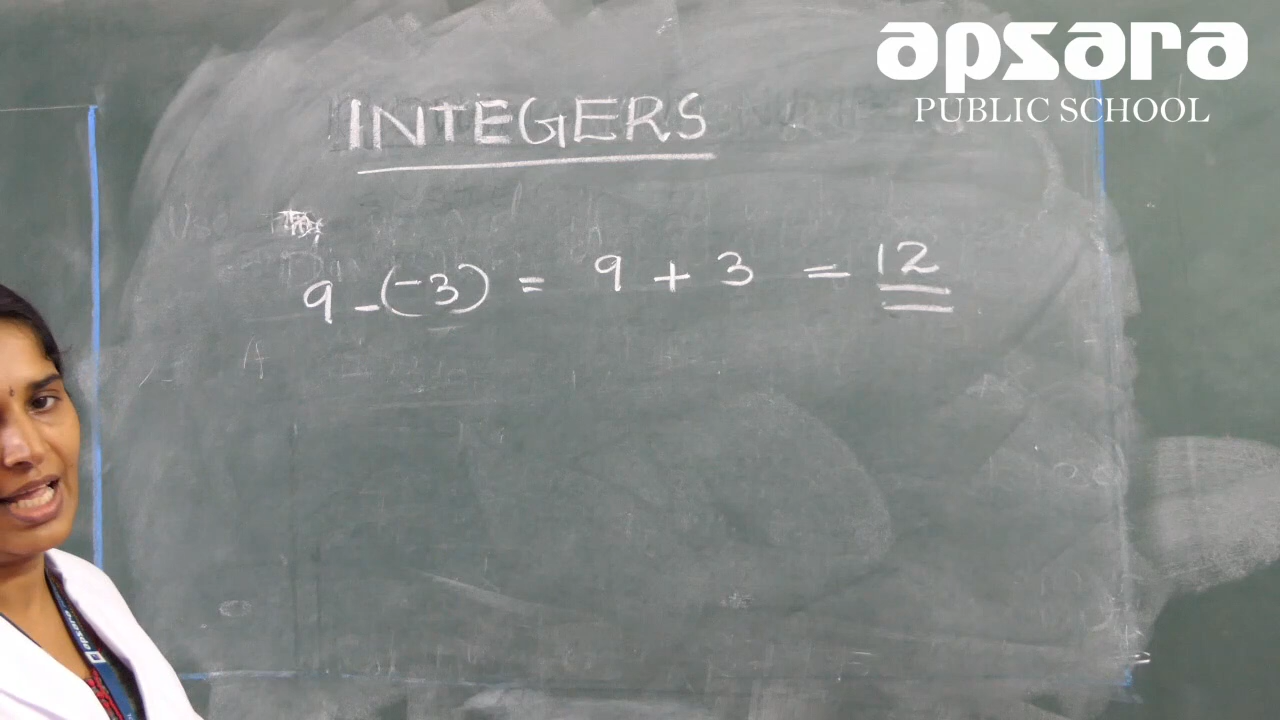 apsara
PUBLIC SCHOOL
INTEGERS
9 - (-3) = 9 + 3 = 12